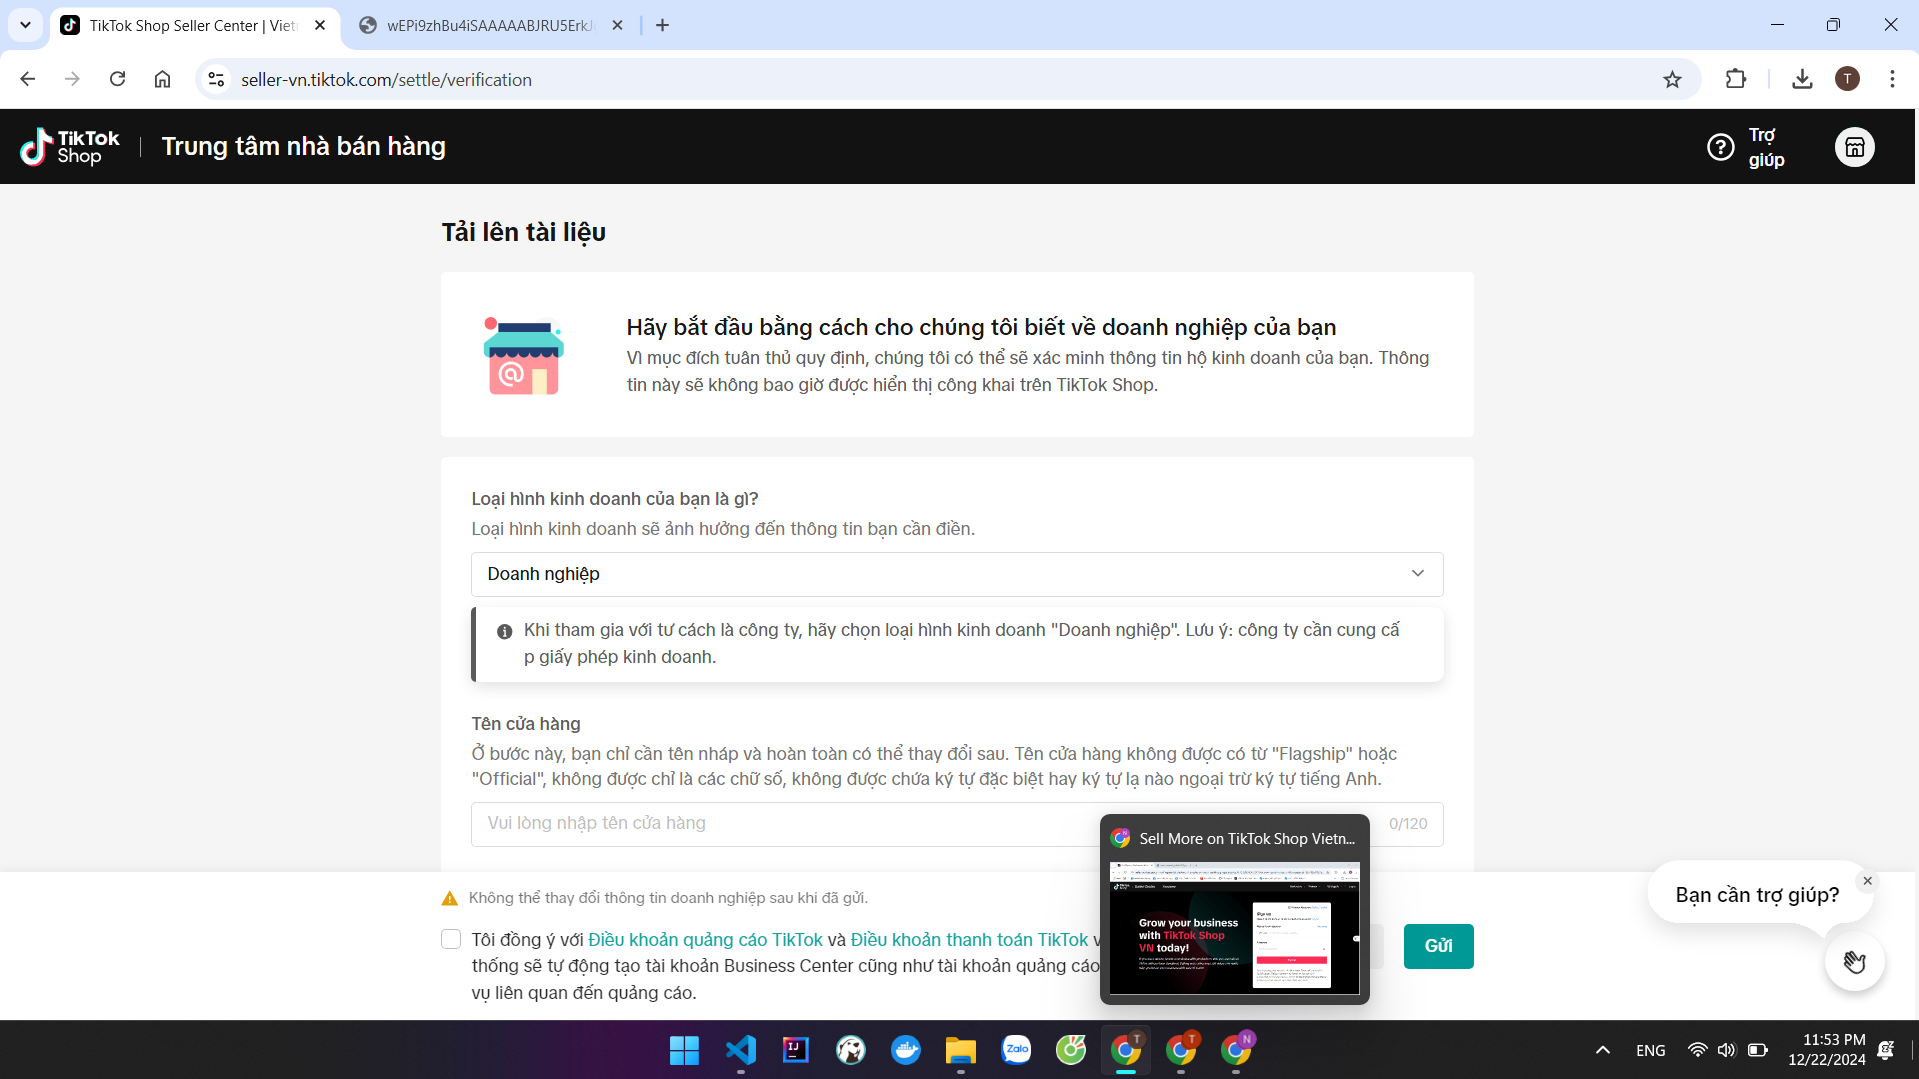 TikTok Shop Seller Center | Viet
wEPi9zhBu4iSAAAAABJRU5ErkJ
seller-vn.tiktok.com/settle/verification
T
TikTok
Shop
Trung tâm nhà bán hàng
Trợ
giúp
Tải lên tài liệu
Hãy bắt đầu bằng cách cho chúng tôi biết về doanh nghiệp của bạn
Vì mục đích tuân thủ quy định, chúng tôi có thể sẽ xác minh thông tin hộ kinh doanh của bạn. Thông
tin này sẽ không bao giờ được hiển thị công khai trên TikTok Shop.
Loại hình kinh doanh của bạn là gì?
Loại hình kinh doanh sẽ ảnh hưởng đến thông tin bạn cần điền.
Doanh nghiệp
Khi tham gia với tư cách là công ty, hãy chọn loại hình kinh doanh "Doanh nghiệp". Lưu ý: công ty cần cung cấ
p giấy phép kinh doanh.
Tên cửa hàng
Ở bước này, bạn chỉ cần tên nháp và hoàn toàn có thể thay đổi sau. Tên cửa hàng không được có từ "Flagship" hoặc
"Official", không được chỉ là các chữ số, không được chứa ký tự đặc biệt hay ký tự lạ nào ngoại trừ ký tự tiếng Anh.
Vui lòng nhập tên cửa hàng
0/120
Sell More on TikTok Shop Vietn...
Grow your business
with TikTok Shop
VN today!
Sign up
Không thể thay đổi thông tin doanh nghiệp sau khi đã gửi.
Tôi đồng ý với Điều khoản quảng cáo TikTok và Điều khoản thanh toán TikTok v
thống sẽ tự động tạo tài khoản Business Center cũng như tài khoản quảng cáo
vụ liên quan đến quảng cáo.
Gửi
Bạn cần trợ giúp?
IJ
Zalo
T
T
N
ENG
11:53 PM
12/22/2024